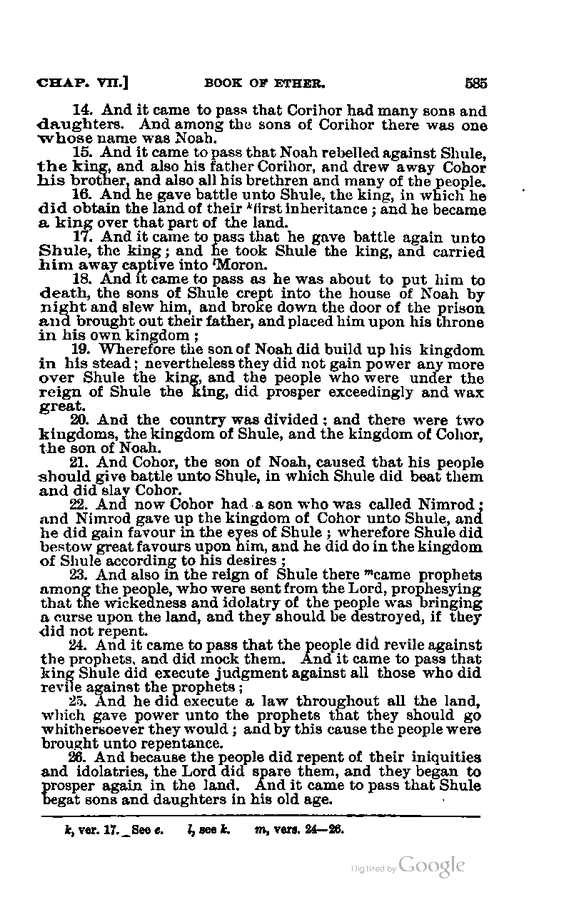 CHAP. VII.] BOOK OF ETHER. 585
14. And it came to pass that Corihor had many sons and
daughters. And among the sons of Corihor there was one
whose name was Noah.
15. And it came to pass that Noah rebelled against Shule,
the king, and also his father Corihor, and drew away Cohor
his brother, and also all his brethren and many of the people.
16. And he gave battle unto Shule, the king, in which he
did obtain the land of their ᵏfirst inheritance; and he became
a king over that part of the land.
17. And it came to pass that he gave battle again unto
Shule, the king; and he took Shule the king, and carried
him away captive into ˡMoron.
18. And it came to pass as he was about to put him to
death, the sons of Shule crept into the house of Noah by
night and slew him, and broke down the door of the prison
and brought out their father, and placed him upon his throne
in his own kingdom;
19. Wherefore the son of Noah did build up his kingdom
in his stead; nevertheless they did not gain power any more
over Shule the king, and the people who were under the
reign of Shule the king, did prosper exceedingly and wax
great.
20. And the country was divided; and there were two
kingdoms, the kingdom of Shule, and the kingdom of Cohor,
the son of Noah.
21. And Cohor, the son of Noah, caused that his people
should give battle unto Shule, in which Shule did beat them
and did slay Cohor.
22. And now Cohor had a son who was called Nimrod;
and Nimrod gave up the kingdom of Cohor unto Shule, and
he did gain favour in the eyes of Shule; wherefore Shule did
bestow great favours upon him, and he did do in the kingdom
of Shule according to his desires;
23. And also in the reign of Shule there ᵐcame prophets
among the people, who were sent from the Lord, prophesying
that the wickedness and idolatry of the people was bringing
a curse upon the land, and they should be destroyed, if they
did not repent.
24. And it came to pass that the people did revile against
the prophets, and did mock them. And it came to pass that
king Shule did execute judgment against all those who did
revile against the prophets;
25. And he did execute a law throughout all the land,
which gave power unto the prophets that they should go
whithersoever they would; and by this cause the people were
brought unto repentance.
26. And because the people did repent of their iniquities
and idolatries, the Lord did spare them, and they began to
prosper again in the land. And it came to pass that Shule
begat sons and daughters in his old age.
k, ver. 17. See e. l, see k. m, vers. 24—26.
Digitized by Google